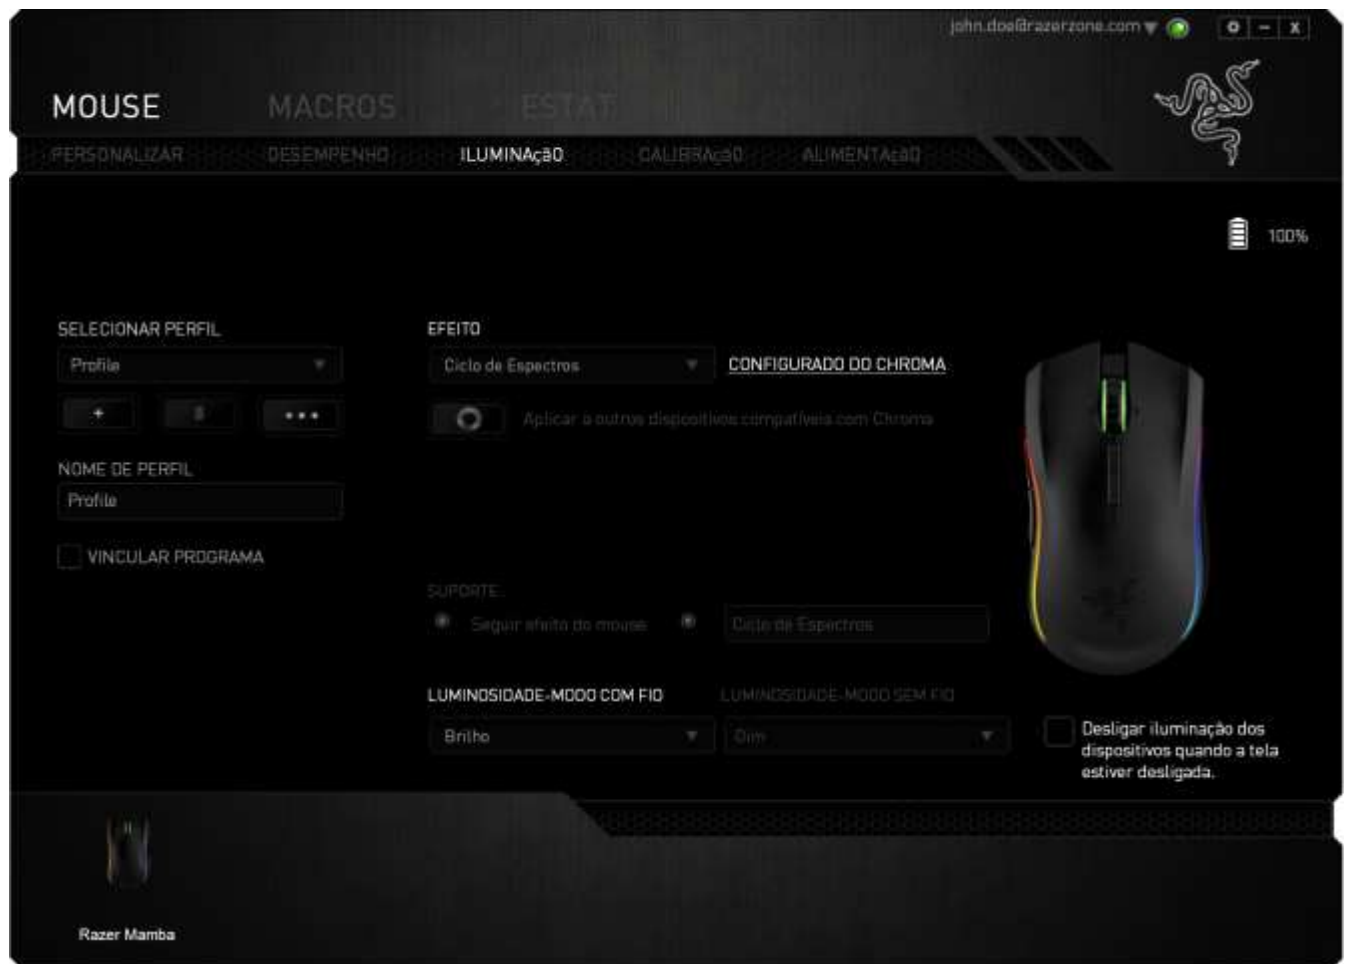 john.doe@razerzone.com
MOUSE MACROS ESTAT
PERSONALIZAR DESEMPENHO ILUMINAçãO CALIBRAçãO ALIMENTAçãO
100%
SELECIONAR PERFIL
Profile
NOME DE PERFIL
Profile
VINCULAR PROGRAMA
EFEITO
Ciclo de Espectros CONFIGURADO DO CHROMA
Aplicar a outros dispositivos compatíveis com Chroma
SUPORTE
Seguir efeito do mouse Ciclo de Espectros
LUMINOSIDADE-MODO COM FIO LUMINOSIDADE-MODO SEM FIO
Brilho Dim
Desligar iluminação dos
dispositivos quando a tela
estiver desligada.
Razer Mamba